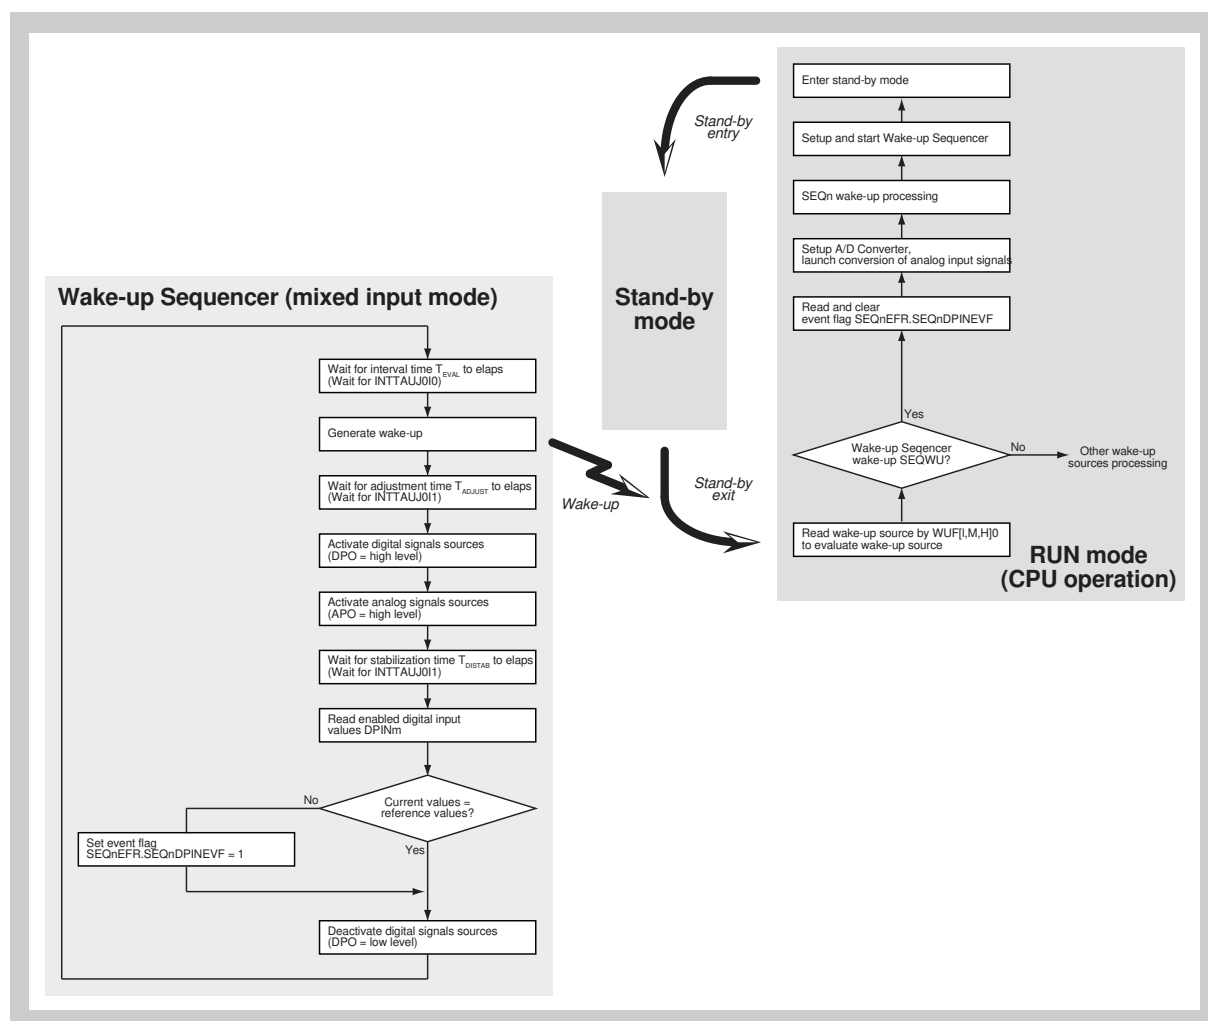 Wake-up Sequencer (mixed input mode)
Wait for interval time TEVAL to elaps
(Wait for INTTAUJ0I0)
Generate wake-up
Wait for adjustment time TADJUST to elaps
(Wait for INTTAUJ0I1)
Activate digital signals sources
(DPO = high level)
Activate analog signals sources
(APO = high level)
Wait for stabilization time TDISTAB to elaps
(Wait for INTTAUJ0I1)
Read enabled digital input
values DPINm
Current values =
reference values?
No
Yes
Set event flag
SEQnEFR.SEQnDPINEVF = 1
Deactivate digital signals sources
(DPO = low level)
Wake-up
Stand-by
entry
Stand-by
mode
Stand-by
exit
Enter stand-by mode
Setup and start Wake-up Sequencer
SEQn wake-up processing
Setup A/D Converter,
launch conversion of analog input signals
Read and clear
event flag SEQnEFR.SEQnDPINEVF
Yes
Wake-up Seqencer
wake-up SEQWU?
No
Other wake-up
sources processing
Read wake-up source by WUF[I,M,H]0
to evaluate wake-up source
RUN mode
(CPU operation)